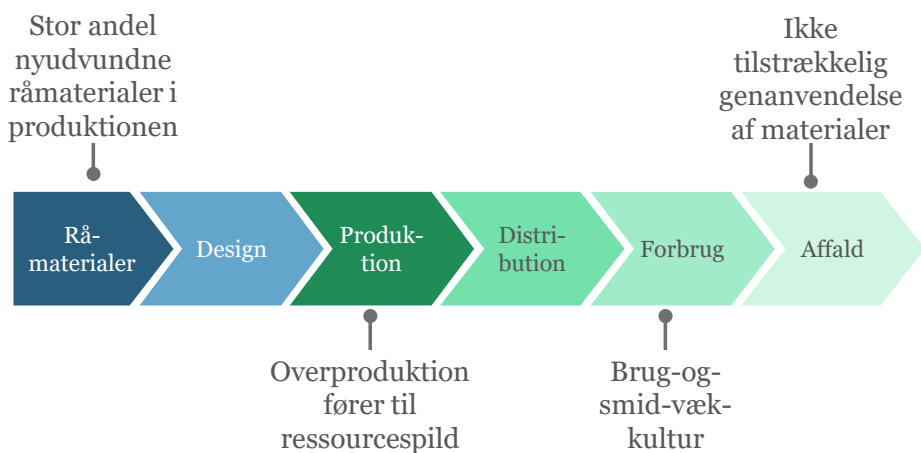 Stor andel
nyudvundne
råmaterialer i
produktionen
Ikke
tilstrækkelig
genanvendelse
af materialer
Rå-
materialer
Design
Produk-
tion
Distri-
bution
Forbrug
Affald
Overproduktion
fører til
ressourcespild
Brug-og-
smid-væk-
kultur